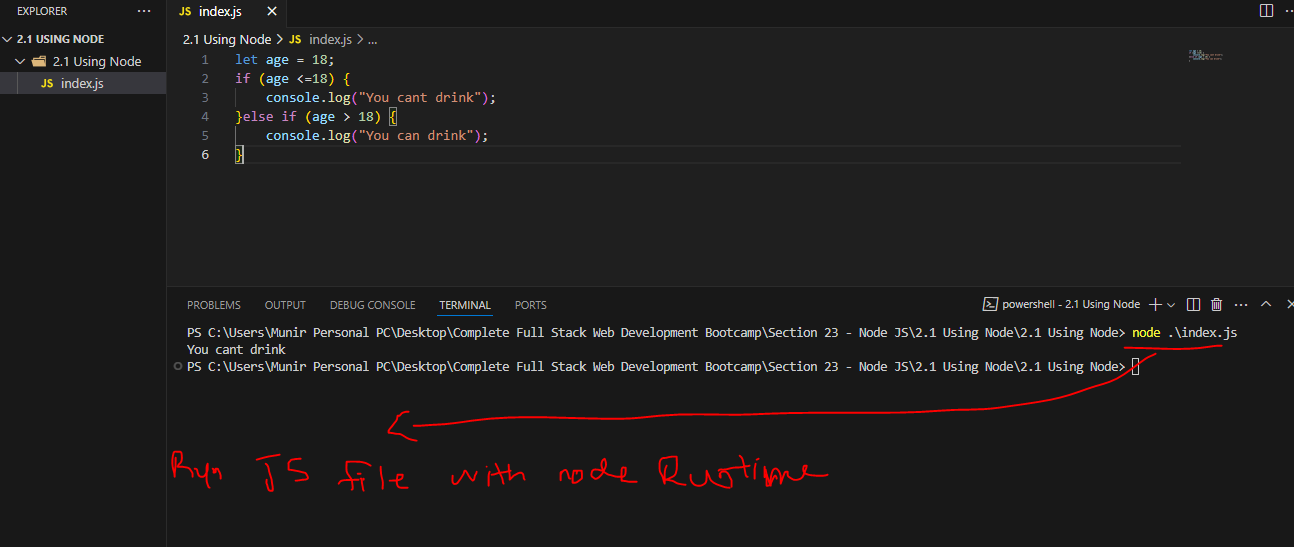 EXPLORER ...
JS index.js ×
2.1 USING NODE
2.1 Using Node
JS index.js
2.1 Using Node > JS index.js > ...
1 let age = 18;
2 if (age <=18) {
3 console.log("You cant drink");
4 }else if (age > 18) {
5 console.log("You can drink");
6 }
PROBLEMS OUTPUT DEBUG CONSOLE TERMINAL PORTS powershell - 2.1 Using Node
PS C:\Users\Munir Personal PC\Desktop\Complete Full Stack Web Development Bootcamp\Section 23 - Node JS\2.1 Using Node\2.1 Using Node> node .\index.js
You cant drink
PS C:\Users\Munir Personal PC\Desktop\Complete Full Stack Web Development Bootcamp\Section 23 - Node JS\2.1 Using Node\2.1 Using Node>
Run JS file with node Runtime